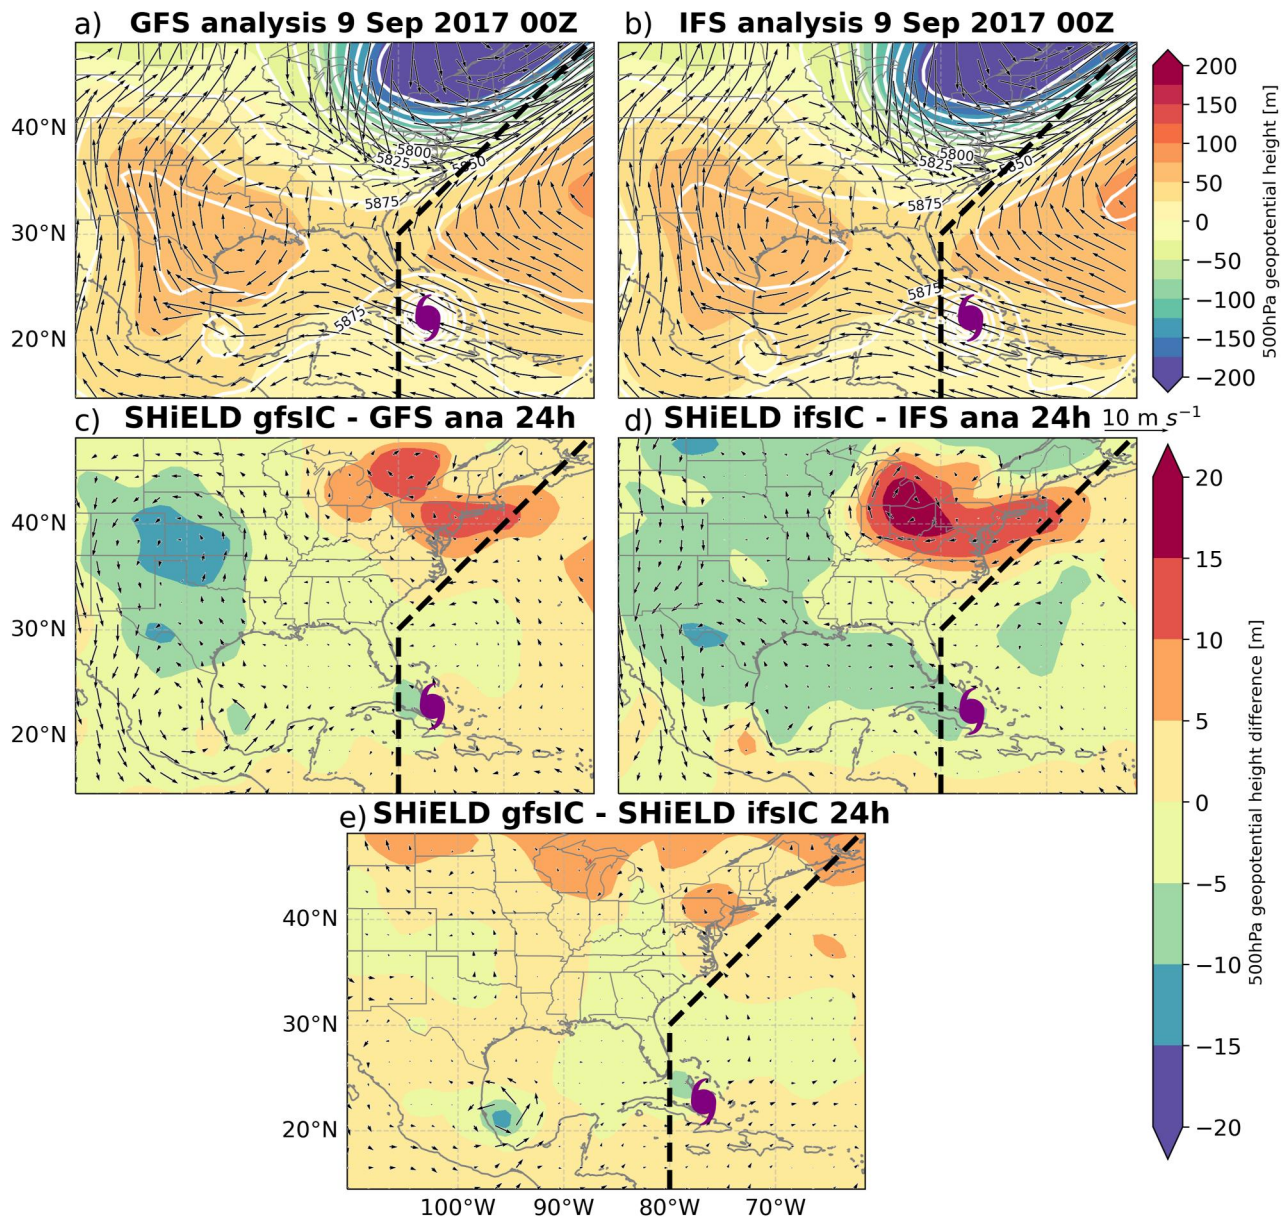 a) GFS analysis 9 Sep 2017 00Z
b) IFS analysis 9 Sep 2017 00Z
40°N
30°N
20°N
5800
5825
5850
5875
5875
5800
5825
5875
5875
200
150
100
50
0
−50
−100
−150
−200
500hPa geopotential height [m]
c) SHiELD gfsIC - GFS ana 24h
d) SHiELD ifsIC - IFS ana 24h
10 m s⁻¹
40°N
30°N
20°N
20
15
10
5
0
−5
−10
−15
−20
500hPa geopotential height difference [m]
e) SHiELD gfsIC - SHiELD ifsIC 24h
40°N
30°N
20°N
100°W 90°W 80°W 70°W